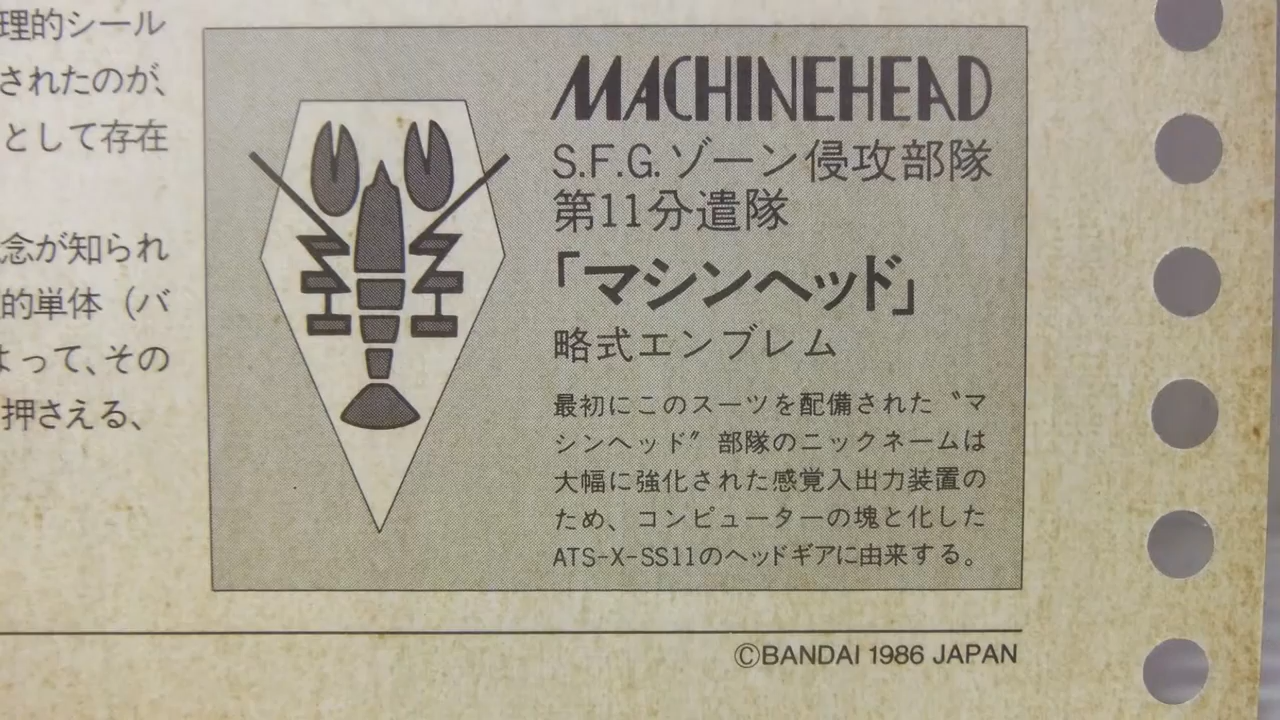 理的シール
されたのが、
として存在
念が知られ
的単体（バ
よって、その
押さえる、
MACHINEHEAD
S.F.G.ゾーン侵攻部隊
第11分遣隊
「マシンヘッド」
略式エンブレム
最初にこのスーツを配備された〝マ
シンヘッド〞部隊のニックネームは
大幅に強化された感覚入出力装置の
ため、コンピューターの塊と化した
ATS-X-SS11のヘッドギアに由来する。
©BANDAI 1986 JAPAN